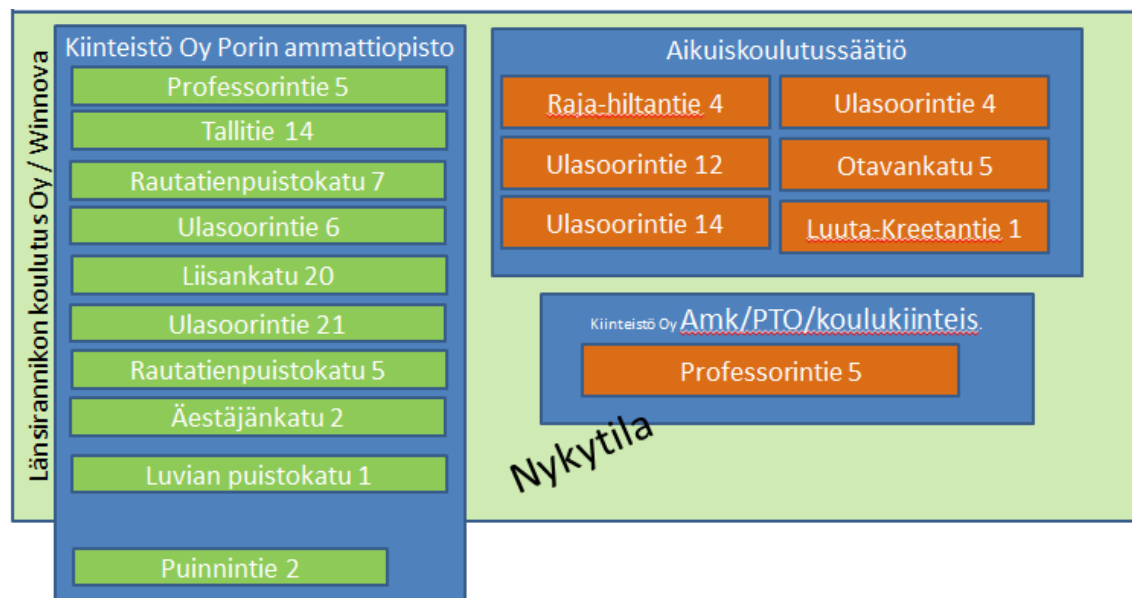 Länsirannikon koulutus Oy / Winnova
Kiinteistö Oy Porin ammattiopisto
Professorintie 5
Tallitie 14
Rautatienpuistokatu 7
Ulasoorintie 6
Liisankatu 20
Ulasoorintie 21
Rautatienpuistokatu 5
Äestäjänkatu 2
Luvian puistokatu 1
Puinnintie 2
Aikuiskoulutussäätiö
Raja-hiltantie 4
Ulasoorintie 4
Ulasoorintie 12
Otavankatu 5
Ulasoorintie 14
Luuta-Kreetantie 1
Kiinteistö Oy Amk/PTO/koulukiinteis.
Professorintie 5
Nykytila